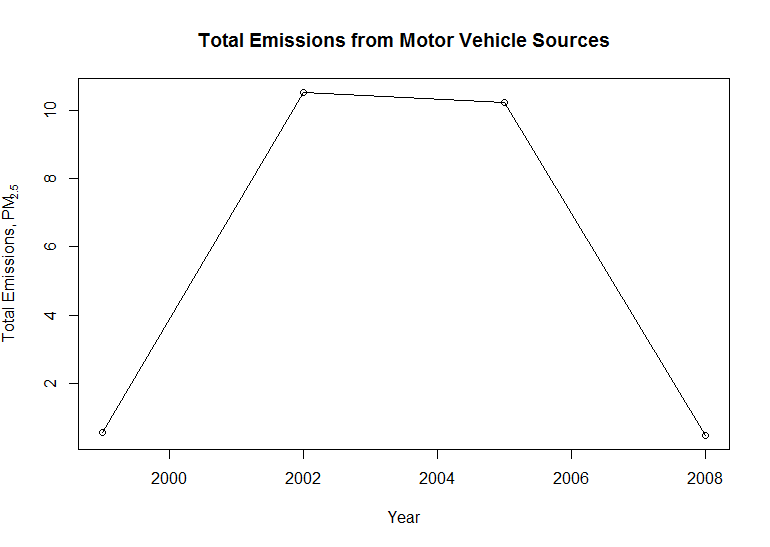 Total Emissions from Motor Vehicle Sources
Total Emissions, PM2.5
10
8
6
4
2
2000 2002 2004 2006 2008
Year